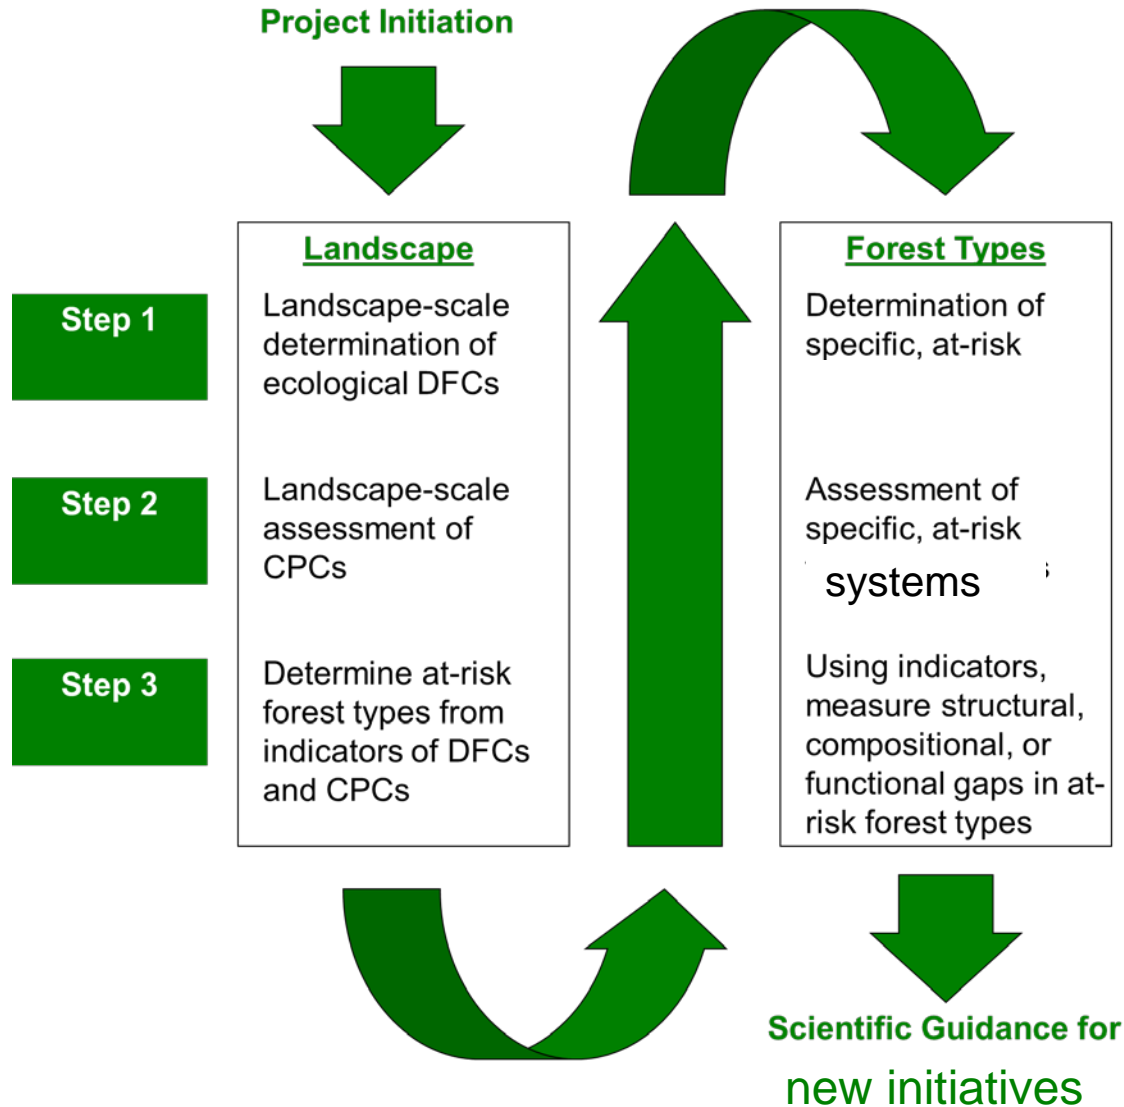 Project Initiation
Landscape
Step 1
Landscape-scale
determination of
ecological DFCs
Step 2
Landscape-scale
assessment of
CPCs
Step 3
Determine at-risk
forest types from
indicators of DFCs
and CPCs
Forest Types
Determination of
specific, at-risk
Assessment of
specific, at-risk
systems
Using indicators,
measure structural,
compositional, or
functional gaps in at-
risk forest types
Scientific Guidance for
new initiatives